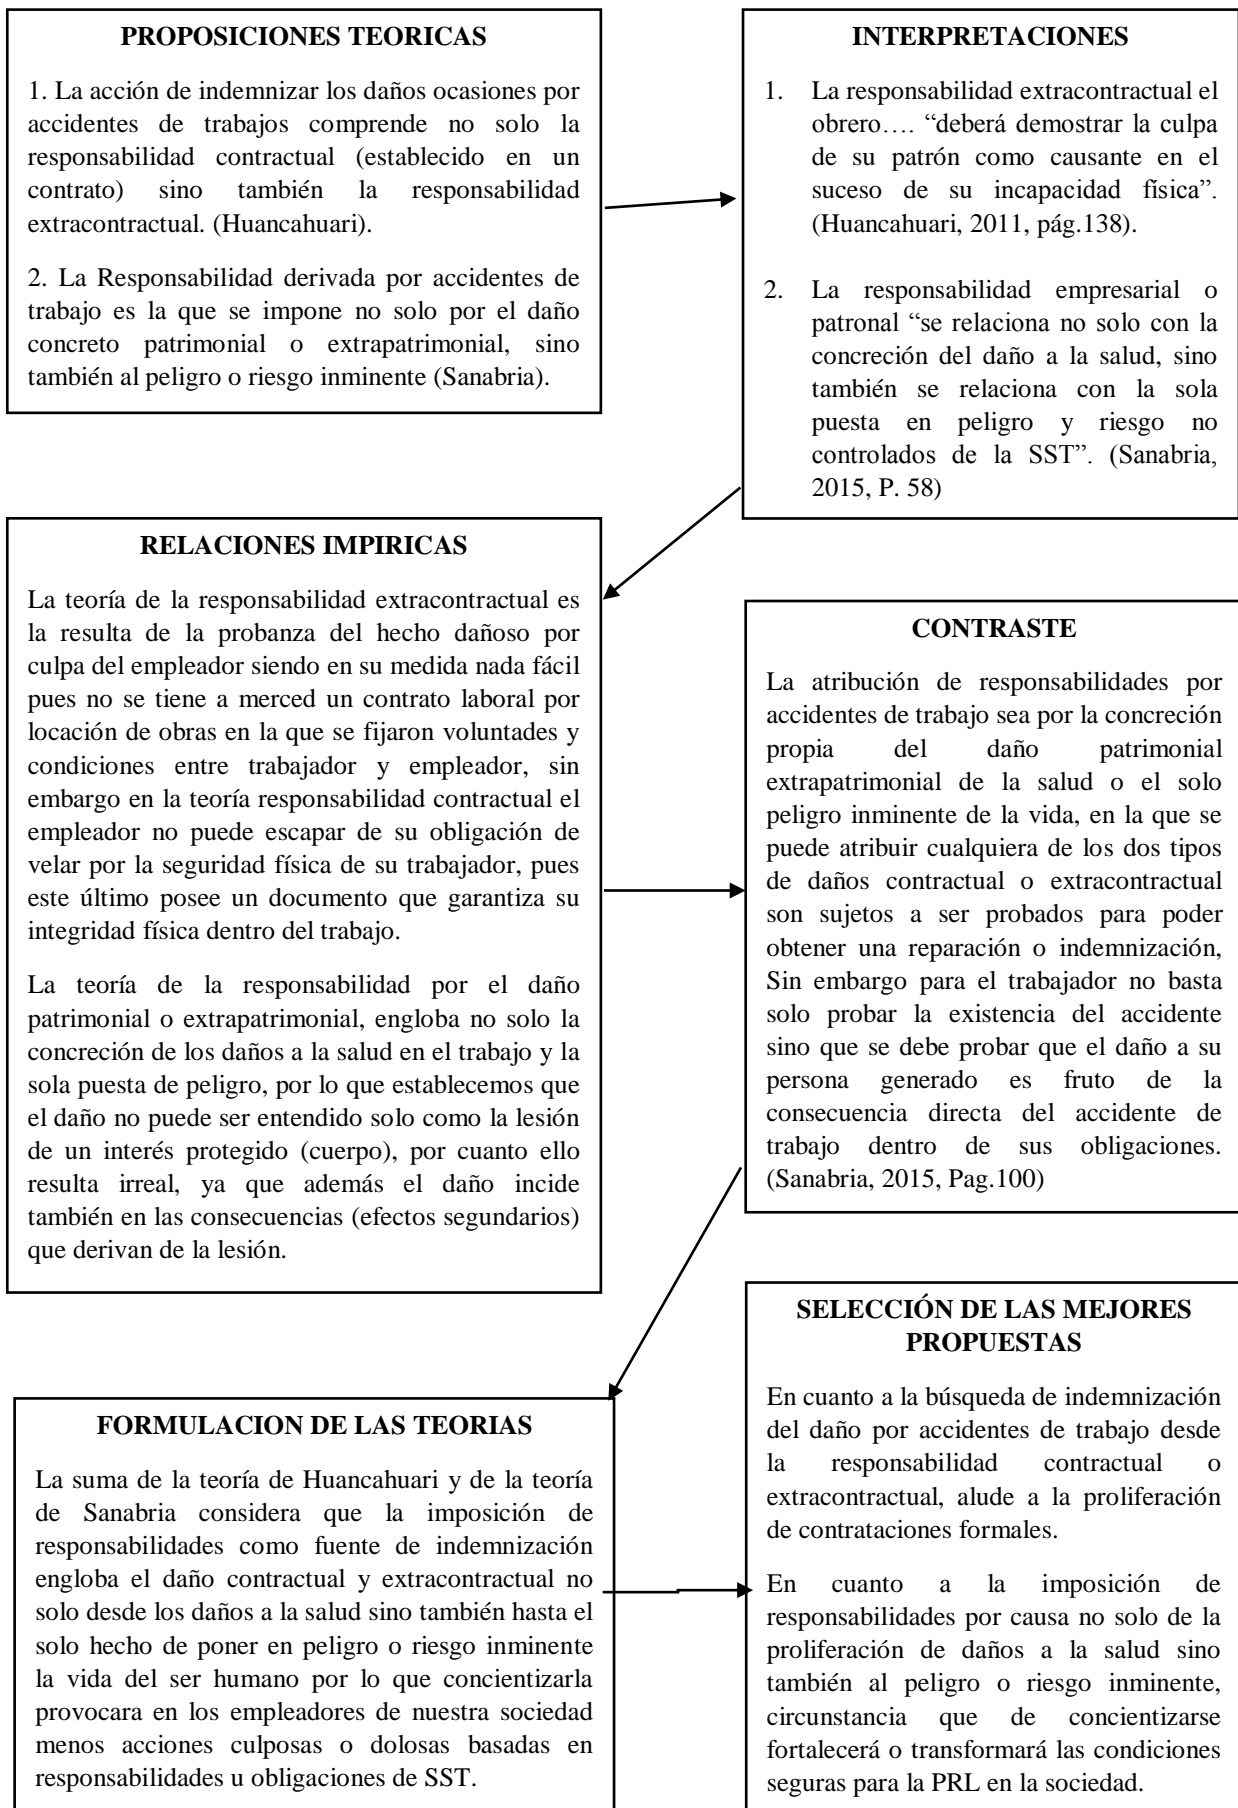 PROPOSICIONES TEORICAS
1. La acción de indemnizar los daños ocasiones por
accidentes de trabajos comprende no solo la
responsabilidad contractual (establecido en un
contrato) sino también la responsabilidad
extracontractual. (Huancahuari).
2. La Responsabilidad derivada por accidentes de
trabajo es la que se impone no solo por el daño
concreto patrimonial o extrapatrimonial, sino
también al peligro o riesgo inminente (Sanabria).
INTERPRETACIONES
1. La responsabilidad extracontractual el
obrero…. “deberá demostrar la culpa
de su patrón como causante en el
suceso de su incapacidad física”.
(Huancahuari, 2011, pág.138).
2. La responsabilidad empresarial o
patronal “se relaciona no solo con la
concreción del daño a la salud, sino
también se relaciona con la sola
puesta en peligro y riesgo no
controlados de la SST”. (Sanabria,
2015, P. 58)
RELACIONES IMPIRICAS
La teoría de la responsabilidad extracontractual es
la resulta de la probanza del hecho dañoso por
culpa del empleador siendo en su medida nada fácil
pues no se tiene a merced un contrato laboral por
locación de obras en la que se fijaron voluntades y
condiciones entre trabajador y empleador, sin
embargo en la teoría responsabilidad contractual el
empleador no puede escapar de su obligación de
velar por la seguridad física de su trabajador, pues
este último posee un documento que garantiza su
integridad física dentro del trabajo.
La teoría de la responsabilidad por el daño
patrimonial o extrapatrimonial, engloba no solo la
concreción de los daños a la salud en el trabajo y la
sola puesta de peligro, por lo que establecemos que
el daño no puede ser entendido solo como la lesión
de un interés protegido (cuerpo), por cuanto ello
resulta irreal, ya que además el daño incide
también en las consecuencias (efectos segundarios)
que derivan de la lesión.
CONTRASTE
La atribución de responsabilidades por
accidentes de trabajo sea por la concreción
propia del daño patrimonial
extrapatrimonial de la salud o el solo
peligro inminente de la vida, en la que se
puede atribuir cualquiera de los dos tipos
de daños contractual o extracontractual
son sujetos a ser probados para poder
obtener una reparación o indemnización,
Sin embargo para el trabajador no basta
solo probar la existencia del accidente
sino que se debe probar que el daño a su
persona generado es fruto de la
consecuencia directa del accidente de
trabajo dentro de sus obligaciones.
(Sanabria, 2015, Pag.100)
FORMULACION DE LAS TEORIAS
La suma de la teoría de Huancahuari y de la teoría
de Sanabria considera que la imposición de
responsabilidades como fuente de indemnización
engloba el daño contractual y extracontractual no
solo desde los daños a la salud sino también hasta el
solo hecho de poner en peligro o riesgo inminente
la vida del ser humano por lo que concientizarla
provocara en los empleadores de nuestra sociedad
menos acciones culposas o dolosas basadas en
responsabilidades u obligaciones de SST.
SELECCIÓN DE LAS MEJORES
PROPUESTAS
En cuanto a la búsqueda de indemnización
del daño por accidentes de trabajo desde
la responsabilidad contractual o
extracontractual, alude a la proliferación
de contrataciones formales.
En cuanto a la imposición de
responsabilidades por causa no solo de la
proliferación de daños a la salud sino
también al peligro o riesgo inminente,
circunstancia que de concientizarse
fortalecerá o transformará las condiciones
seguras para la PRL en la sociedad.